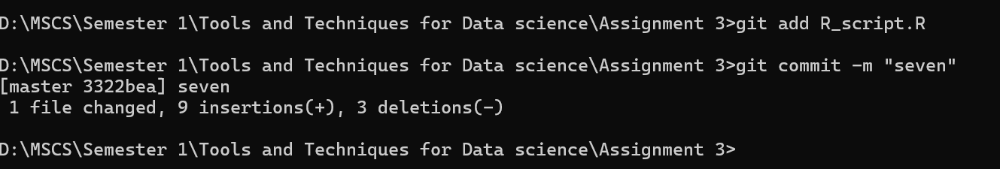 D:\MSCS\Semester 1\Tools and Techniques for Data science\Assignment 3>git add R_script.R
D:\MSCS\Semester 1\Tools and Techniques for Data science\Assignment 3>git commit -m "seven"
[master 3322bea] seven
 1 file changed, 9 insertions(+), 3 deletions(-)
D:\MSCS\Semester 1\Tools and Techniques for Data science\Assignment 3>